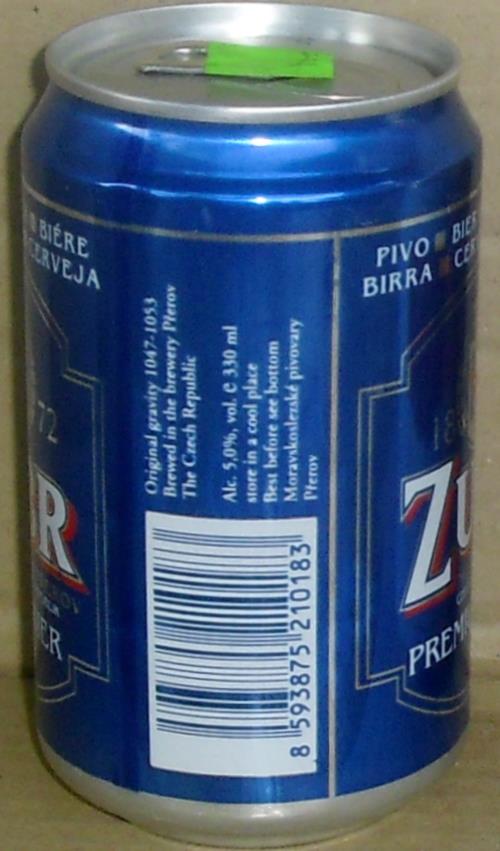 BIÉRE
CERVEJA
72
R
ER
Original gravity 1047-1053
Brewed in the brewery Přerov
The Czech Republic
Alc. 5,0%, vol. e 330 ml
store in a cool place
Best before see bottom
Moravskoslezské pivovary
Přerov
8 593875 210183
PIVO BIER
BIRRA CER
18
ZU
PREM